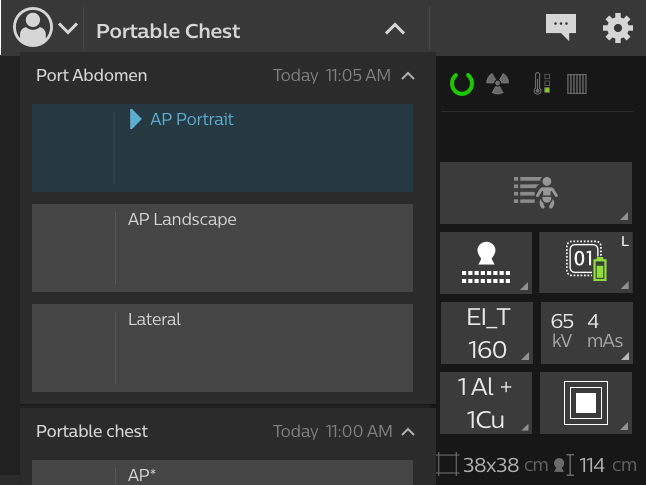 Portable Chest
Port Abdomen Today 11:05 AM
AP Portrait
AP Landscape
Lateral
Portable chest Today 11:00 AM
AP*
01 L
EI_T
160
65 4
kV mAs
1 Al +
1Cu
38x38 cm 114 cm